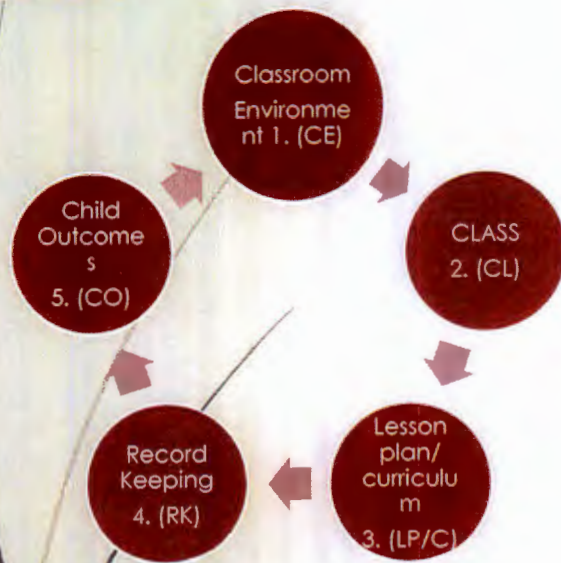 Classroom
Environme
nt 1. (CE)
CLASS
2. (CL)
Lesson
plan/
curriculu
m
3. (LP/C)
Record
Keeping
4. (RK)
Child
Outcome
s
5. (CO)